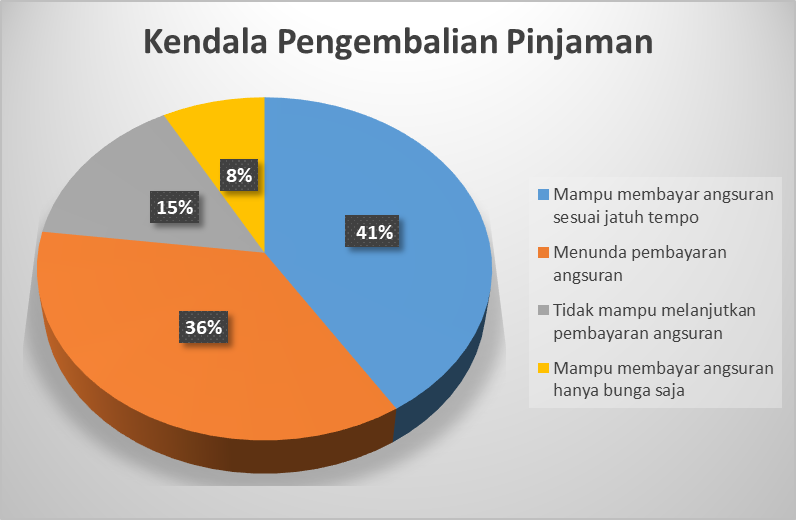 Kendala Pengembalian Pinjaman
8%
15%
41%
36%
Mampu membayar angsuran
sesuai jatuh tempo
Menunda pembayaran
angsuran
Tidak mampu melanjutkan
pembayaran angsuran
Mampu membayar angsuran
hanya bunga saja